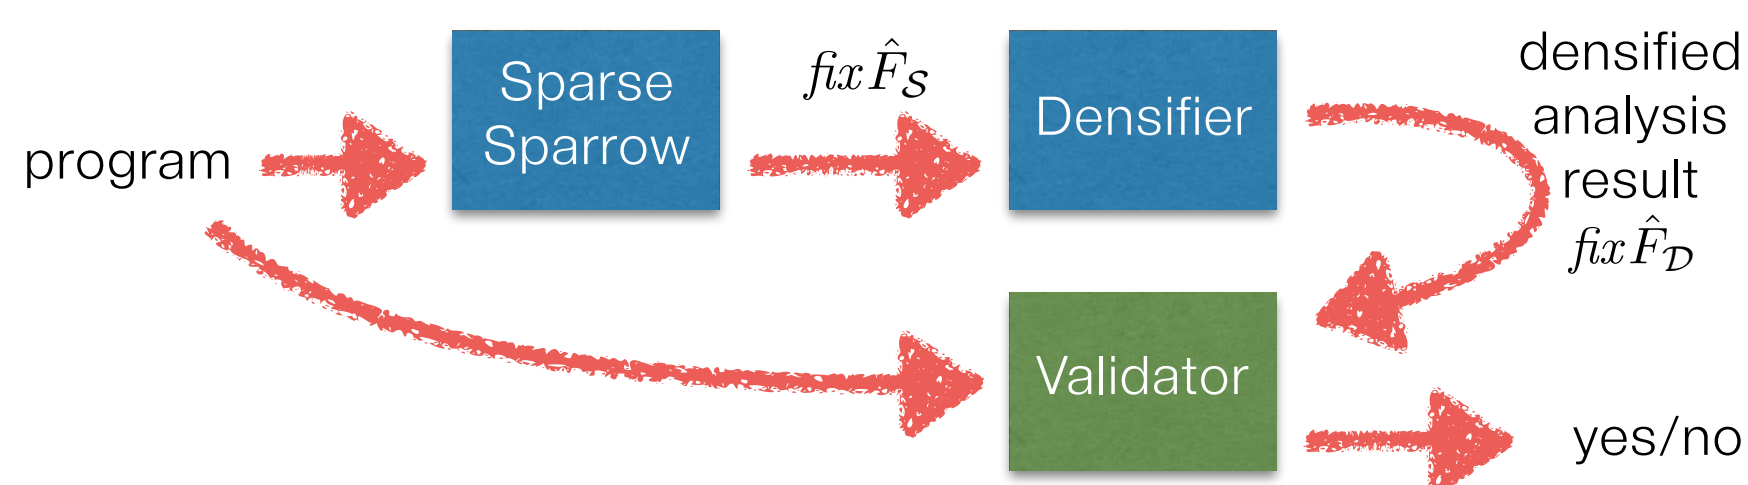 program
Sparse
Sparrow
fix F̂_𝒮
Densifier
densified
analysis
result
fix F̂_𝒟
Validator
yes/no